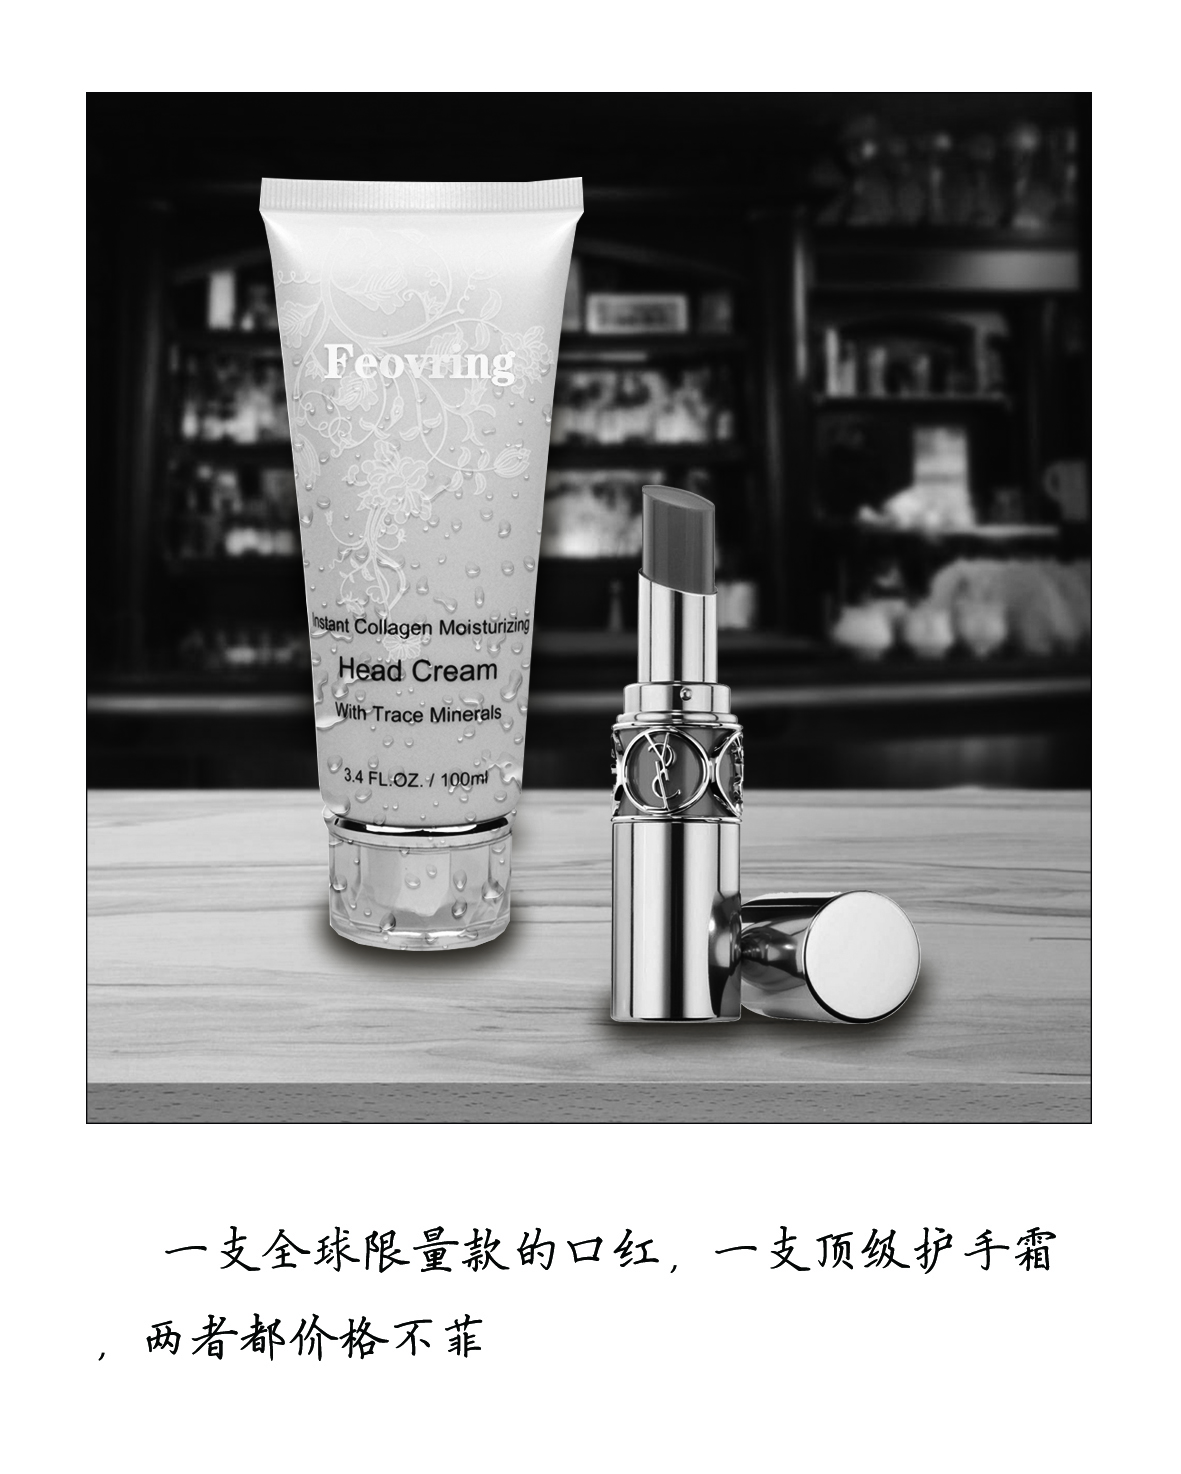 Feovring
Instant Collagen Moisturizing
Head Cream
With Trace Minerals
3.4 FL.OZ. / 100ml
YSL
一支全球限量款的口红，一支顶级护手霜
，两者都价格不菲